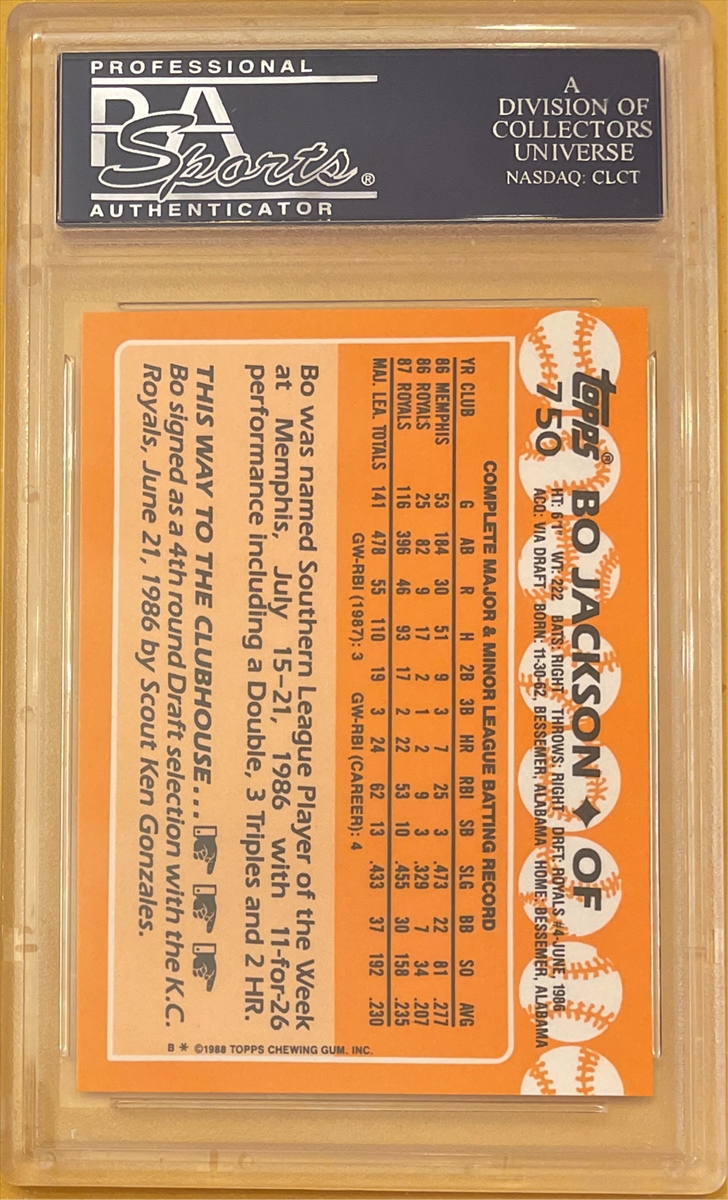 PROFESSIONAL
PSA
Sports®
AUTHENTICATOR
A
DIVISION OF
COLLECTORS
UNIVERSE
NASDAQ: CLCT
topps®
750
BO JACKSON ♦ OF
HT: 6'1" WT: 222 BATS: RIGHT THROWS: RIGHT DRFT: ROYALS #4-JUNE, 1986
ACQ: VIA DRAFT BORN: 11-30-62, BESSEMER, ALABAMA HOME: BESSEMER, ALABAMA
COMPLETE MAJOR & MINOR LEAGUE BATTING RECORD
YR CLUB G AB R H 2B 3B HR RBI SB SLG BB SO AVG
86 MEMPHIS 53 184 30 51 9 3 7 25 3 .473 22 81 .277
86 ROYALS 25 82 9 17 2 1 2 9 3 .329 7 34 .207
87 ROYALS 116 396 46 93 17 2 22 53 10 .455 30 158 .235
MAJ. LEA. TOTALS 141 478 55 110 19 3 24 62 13 .433 37 192 .230
GW-RBI (1987): 3 GW-RBI (CAREER): 4
Bo was named Southern League Player of the Week
at Memphis, July 15-21, 1986 with 11-for-26
performance including a Double, 3 Triples and 2 HR.
THIS WAY TO THE CLUBHOUSE...
Bo signed as a 4th round Draft selection with the K.C.
Royals, June 21, 1986 by Scout Ken Gonzales.
B * ©1988 TOPPS CHEWING GUM, INC.